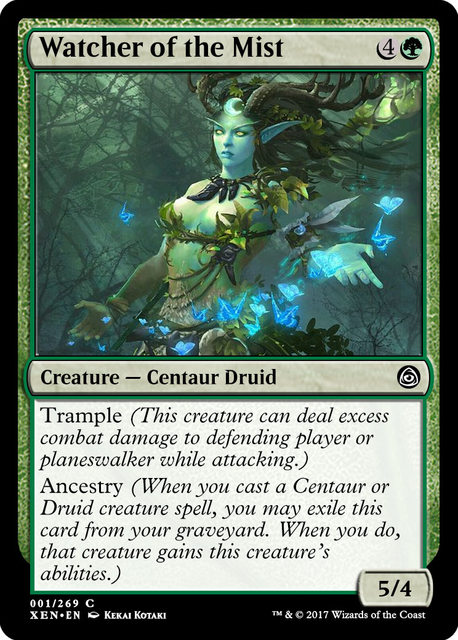 Watcher of the Mist 4
Creature — Centaur Druid
Trample (This creature can deal excess
combat damage to defending player or
planeswalker while attacking.)
Ancestry (When you cast a Centaur or
Druid creature spell, you may exile this
card from your graveyard. When you do,
that creature gains this creature's
abilities.)
5/4
001/269 C
XEN•EN Kekai Kotaki
™ & © 2017 Wizards of the Coast